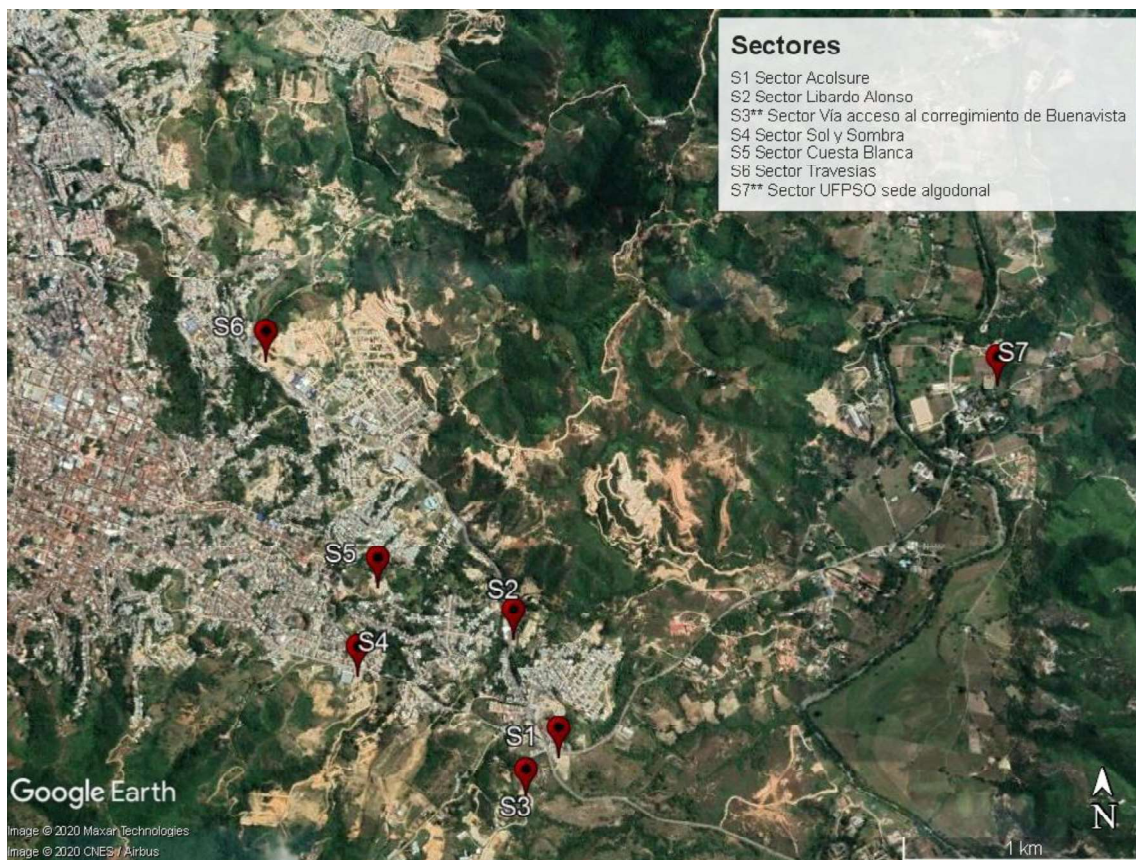 Sectores
S1 Sector Acolsure
S2 Sector Libardo Alonso
S3** Sector Vía acceso al corregimiento de Buenavista
S4 Sector Sol y Sombra
S5 Sector Cuesta Blanca
S6 Sector Travesías
S7** Sector UFPSO sede algodonal
S6
S7
S5
S2
S4
S1
S3
Google Earth
N
Image © 2020 Maxar Technologies
Image © 2020 CNES / Airbus
1 km